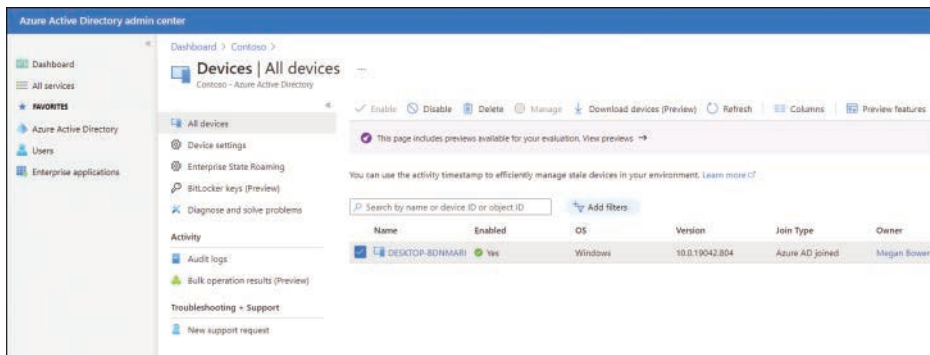 Azure Active Directory admin center
Dashboard
All services
FAVORITES
Azure Active Directory
Users
Enterprise applications
Dashboard > Contoso >
Devices | All devices ...
Contoso - Azure Active Directory
All devices
Device settings
Enterprise State Roaming
BitLocker keys (Preview)
Diagnose and solve problems
Activity
Audit logs
Bulk operation results (Preview)
Troubleshooting + Support
New support request
Enable Disable Delete Manage Download devices (Preview) Refresh Columns Preview features
This page includes previews available for your evaluation. View previews →
You can use the activity timestamp to efficiently manage stale devices in your environment. Learn more
Search by name or device ID or object ID Add filters
Name Enabled OS Version Join Type Owner
DESKTOP-BDNMARI Yes Windows 10.0.19042.804 Azure AD joined Megan Bower